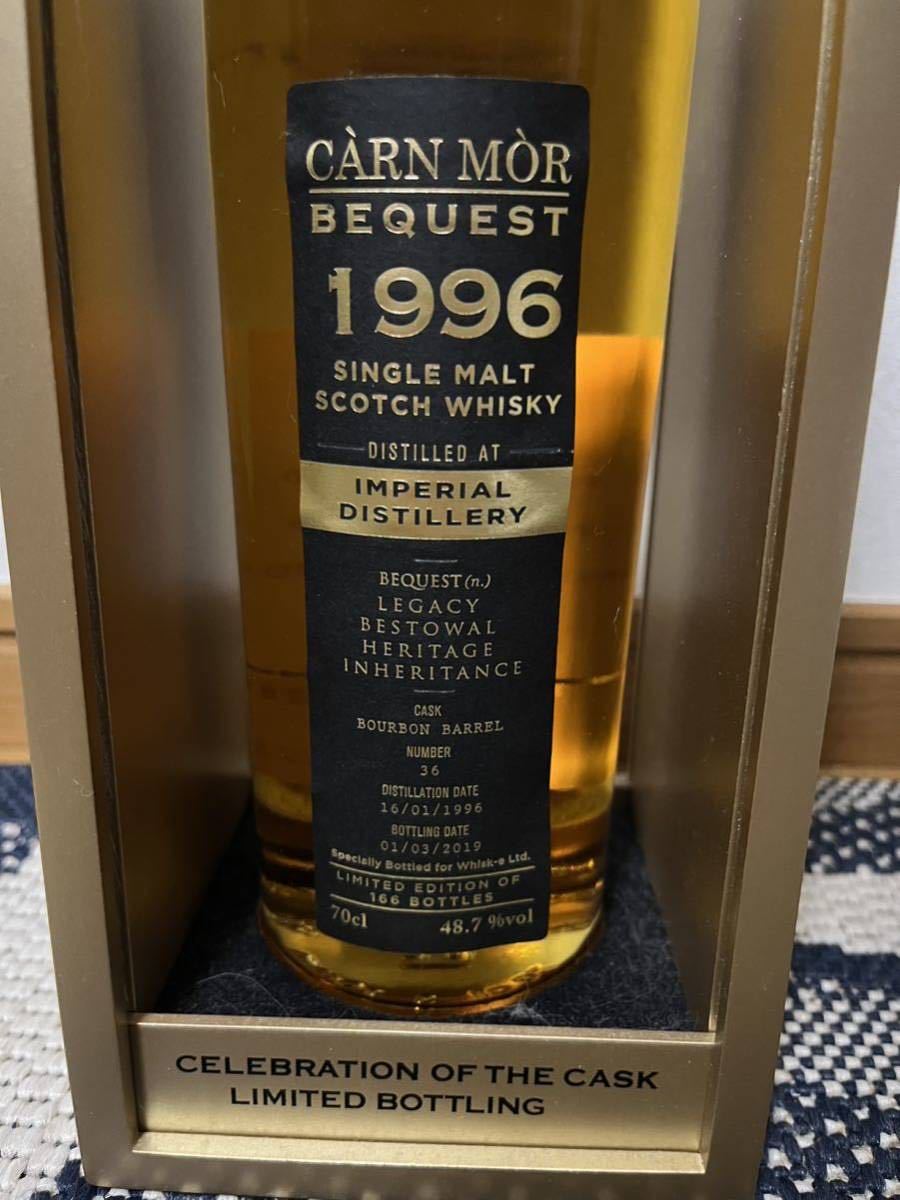 CÀRN MÒR
BEQUEST
1996
SINGLE MALT
SCOTCH WHISKY
DISTILLED AT
IMPERIAL
DISTILLERY
BEQUEST (n.)
LEGACY
BESTOWAL
HERITAGE
INHERITANCE
CASK
BOURBON BARREL
NUMBER
36
DISTILLATION DATE
16/01/1996
BOTTLING DATE
01/03/2019
Specially Bottled for Whisk-e Ltd.
LIMITED EDITION OF
166 BOTTLES
70cl 48.7 %vol
CELEBRATION OF THE CASK
LIMITED BOTTLING